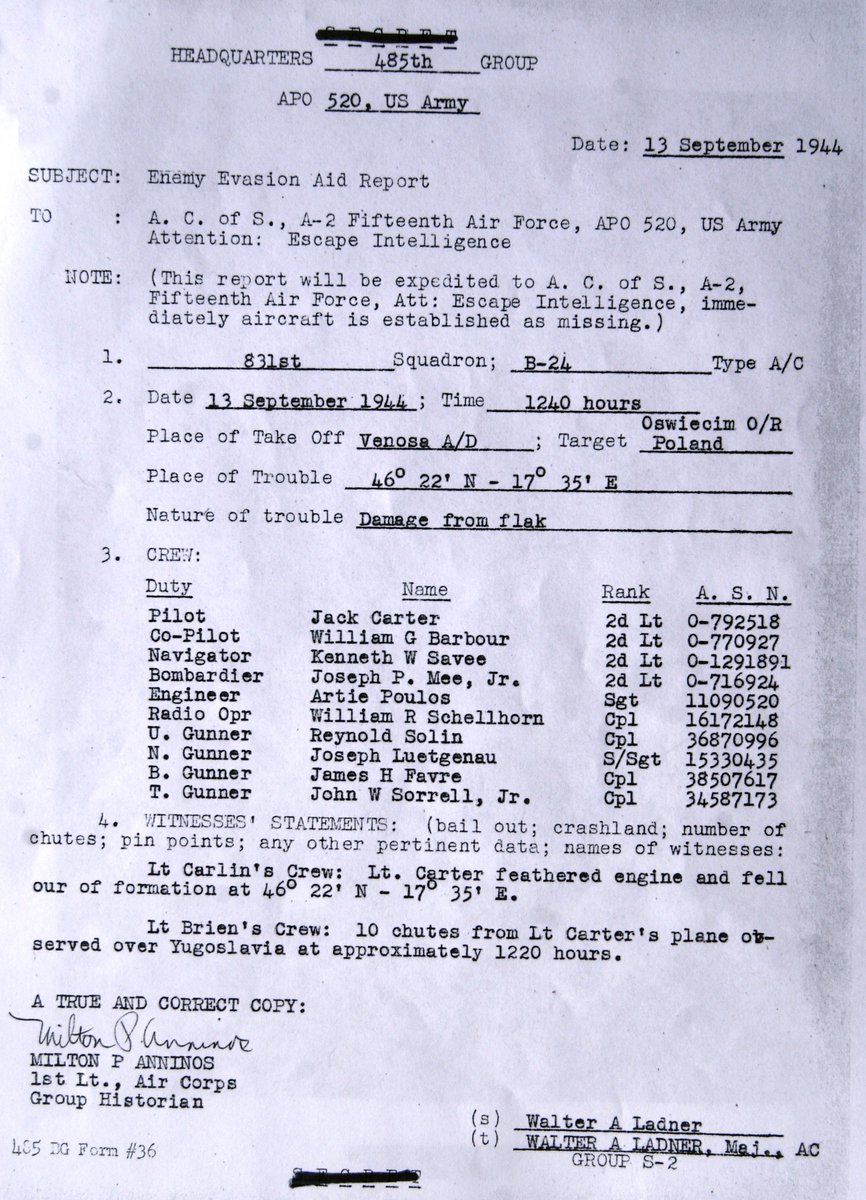 SECRET
HEADQUARTERS 485th GROUP
APO 520, US Army
Date: 13 September 1944
SUBJECT: Enemy Evasion Aid Report
TO : A. C. of S., A-2 Fifteenth Air Force, APO 520, US Army
Attention: Escape Intelligence
NOTE: (This report will be expedited to A. C. of S., A-2,
Fifteenth Air Force, Att: Escape Intelligence, imme-
diately aircraft is established as missing.)
1. 831st Squadron; B-24 Type A/C
2. Date 13 September 1944; Time 1240 hours
Oswiecim O/R
Place of Take Off Venosa A/D ; Target Poland
Place of Trouble 46° 22' N - 17° 35' E
Nature of trouble Damage from flak
3. CREW:
Duty Name Rank A. S. N.
Pilot Jack Carter 2d Lt O-792518
Co-Pilot William G Barbour 2d Lt O-770927
Navigator Kenneth W Savee 2d Lt O-1291891
Bombardier Joseph P. Mee, Jr. 2d Lt O-716924
Engineer Artie Poulos Sgt 11090520
Radio Opr William R Schellhorn Cpl 16172148
U. Gunner Reynold Solin Cpl 36870996
N. Gunner Joseph Luetgenau S/Sgt 15330435
B. Gunner James H Favre Cpl 38507617
T. Gunner John W Sorrell, Jr. Cpl 34587173
4. WITNESSES' STATEMENTS: (bail out; crashland; number of
chutes; pin points; any other pertinent data; names of witnesses:
Lt Carlin's Crew: Lt. Carter feathered engine and fell
our of formation at 46° 22' N - 17° 35' E.
Lt Brien's Crew: 10 chutes from Lt Carter's plane ob-
served over Yugoslavia at approximately 1220 hours.
A TRUE AND CORRECT COPY:
Milton P Anninos
MILTON P ANNINOS
1st Lt., Air Corps
Group Historian
(s) Walter A Ladner
(t) WALTER A LADNER, Maj., AC
GROUP S-2
485 BG Form #36
SECRET